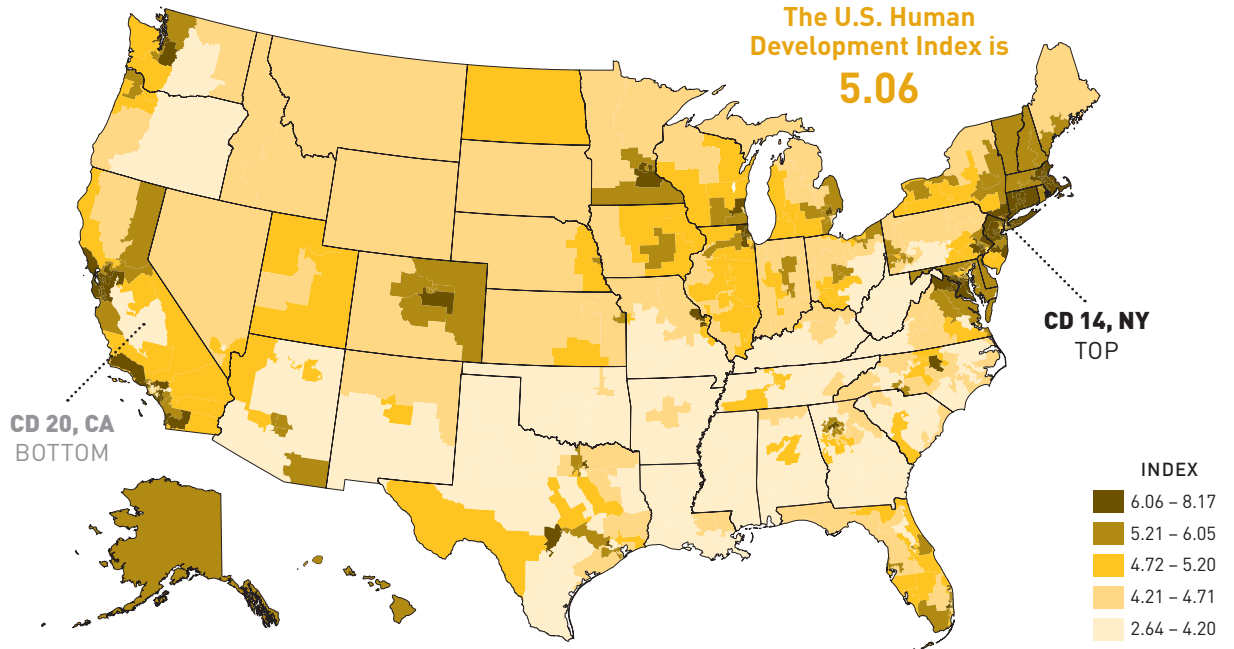 The U.S. Human
Development Index is
5.06
CD 14, NY
TOP
CD 20, CA
BOTTOM
INDEX
6.06 – 8.17
5.21 – 6.05
4.72 – 5.20
4.21 – 4.71
2.64 – 4.20